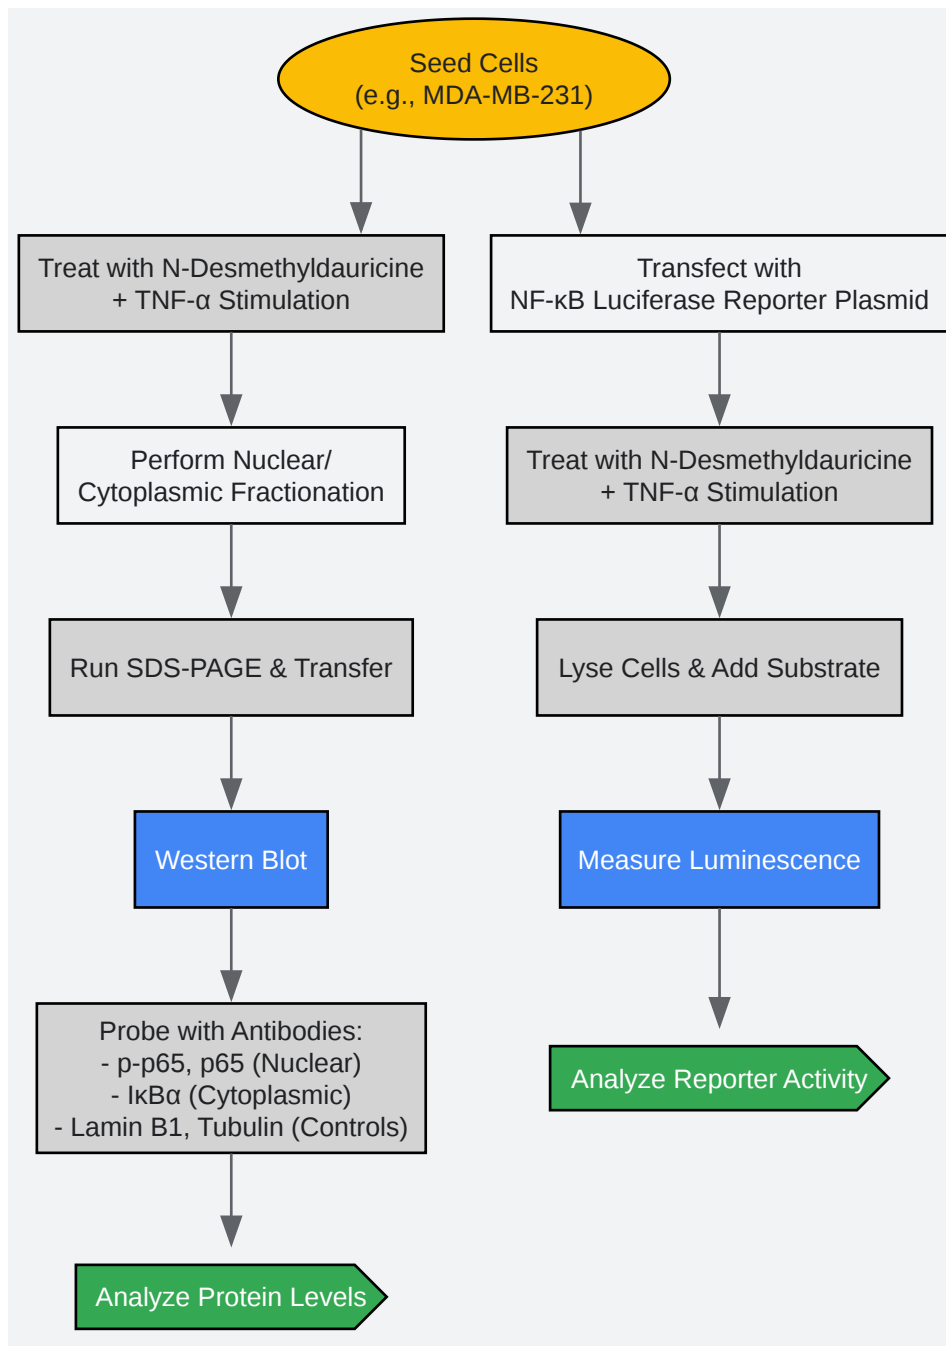 Seed Cells
(e.g., MDA-MB-231)
Treat with N-Desmethyldauricine
+ TNF-α Stimulation
Perform Nuclear/
Cytoplasmic Fractionation
Run SDS-PAGE & Transfer
Western Blot
Probe with Antibodies:
- p-p65, p65 (Nuclear)
- IκBα (Cytoplasmic)
- Lamin B1, Tubulin (Controls)
Analyze Protein Levels
Transfect with
NF-κB Luciferase Reporter Plasmid
Treat with N-Desmethyldauricine
+ TNF-α Stimulation
Lyse Cells & Add Substrate
Measure Luminescence
Analyze Reporter Activity